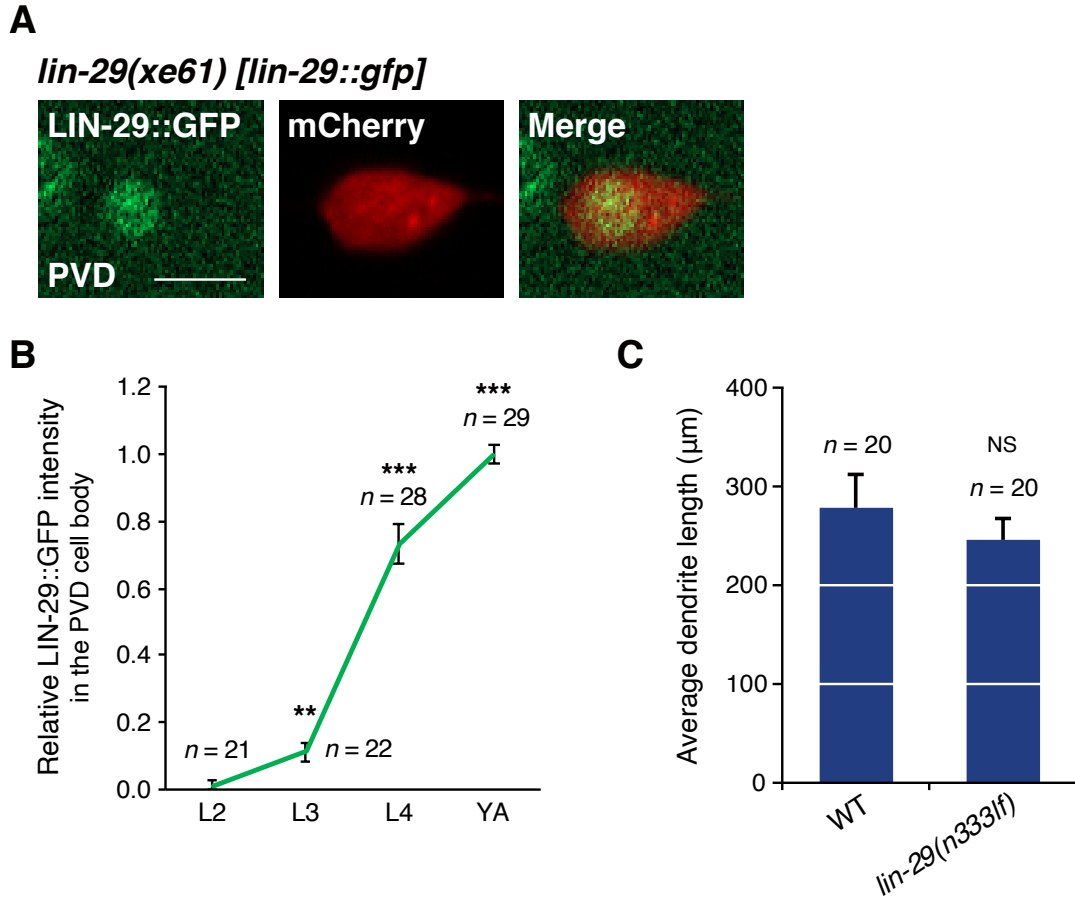 A
lin-29(xe61) [lin-29::gfp]
LIN-29::GFP
mCherry
Merge
PVD
B
Relative LIN-29::GFP intensity
in the PVD cell body
1.2
1.0
0.8
0.6
0.4
0.2
0.0
n = 21
**
n = 22
***
n = 28
***
n = 29
L2
L3
L4
YA
C
Average dendrite length (µm)
400
300
200
100
0
n = 20
NS
n = 20
WT
lin-29(n333lf)